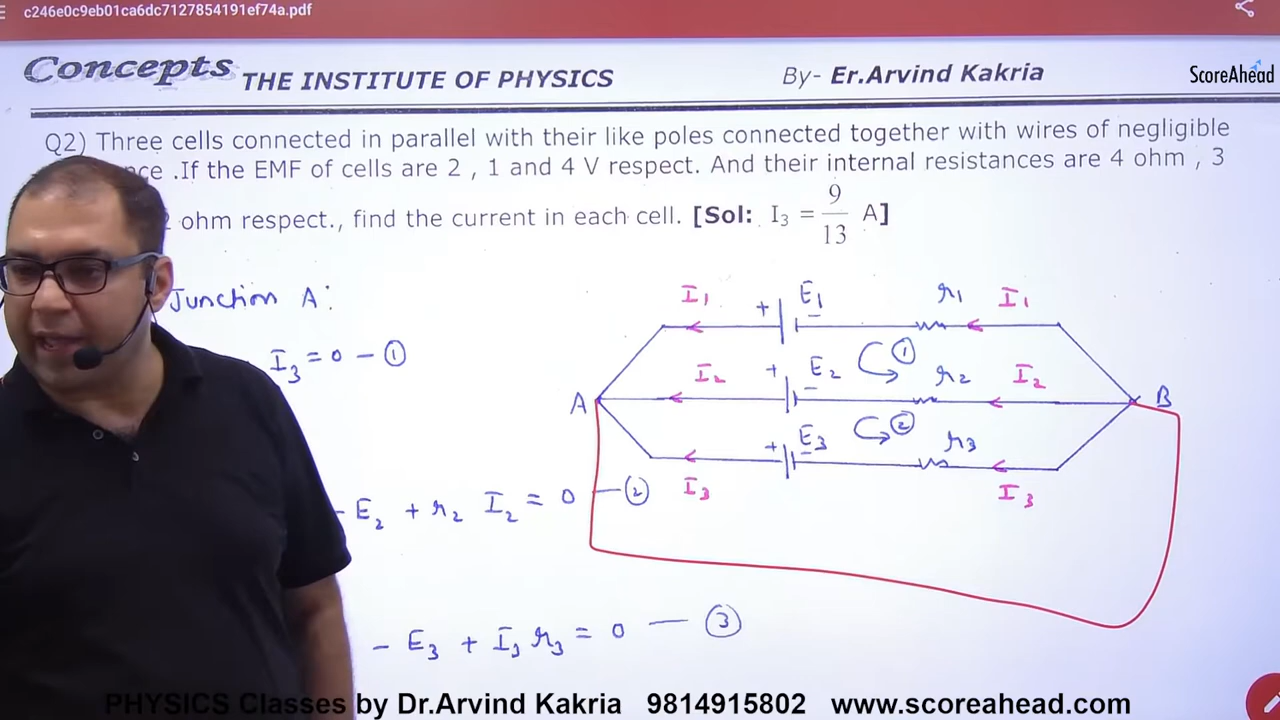 c246e0c9eb01ca6dc7127854191ef74a.pdf
Concepts THE INSTITUTE OF PHYSICS By- Er.Arvind Kakria ScoreAhead
Q2) Three cells connected in parallel with their like poles connected together with wires of negligible
nce .If the EMF of cells are 2 , 1 and 4 V respect. And their internal resistances are 4 ohm , 3
2 ohm respect., find the current in each cell. [Sol: I₃ = 9/13 A]
Junction A:
I₃ = 0 - ①
- E₂ + r₂ I₂ = 0 - ②
- E₃ + I₃ r₃ = 0 — ③
I₁ + E₁ r₁ I₁
①
I₂ + E₂ r₂ I₂
A B
②
+ E₃ r₃
I₃ I₃
PHYSICS Classes by Dr.Arvind Kakria 9814915802 www.scoreahead.com